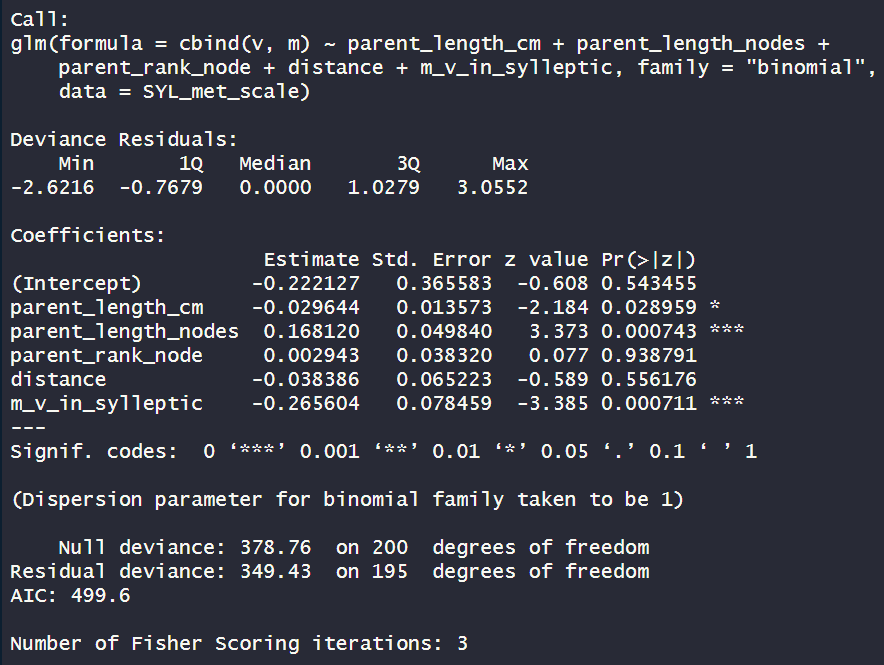 Call:
glm(formula = cbind(v, m) ~ parent_length_cm + parent_length_nodes +
    parent_rank_node + distance + m_v_in_sylleptic, family = "binomial",
    data = SYL_met_scale)

Deviance Residuals:
    Min       1Q   Median       3Q      Max
-2.6216  -0.7679   0.0000   1.0279   3.0552

Coefficients:
                     Estimate Std. Error z value Pr(>|z|)
(Intercept)         -0.222127   0.365583  -0.608 0.543455
parent_length_cm    -0.029644   0.013573  -2.184 0.028959 *
parent_length_nodes  0.168120   0.049840   3.373 0.000743 ***
parent_rank_node     0.002943   0.038320   0.077 0.938791
distance            -0.038386   0.065223  -0.589 0.556176
m_v_in_sylleptic    -0.265604   0.078459  -3.385 0.000711 ***
---
Signif. codes:  0 ‘***’ 0.001 ‘**’ 0.01 ‘*’ 0.05 ‘.’ 0.1 ‘ ’ 1

(Dispersion parameter for binomial family taken to be 1)

    Null deviance: 378.76  on 200  degrees of freedom
Residual deviance: 349.43  on 195  degrees of freedom
AIC: 499.6

Number of Fisher Scoring iterations: 3